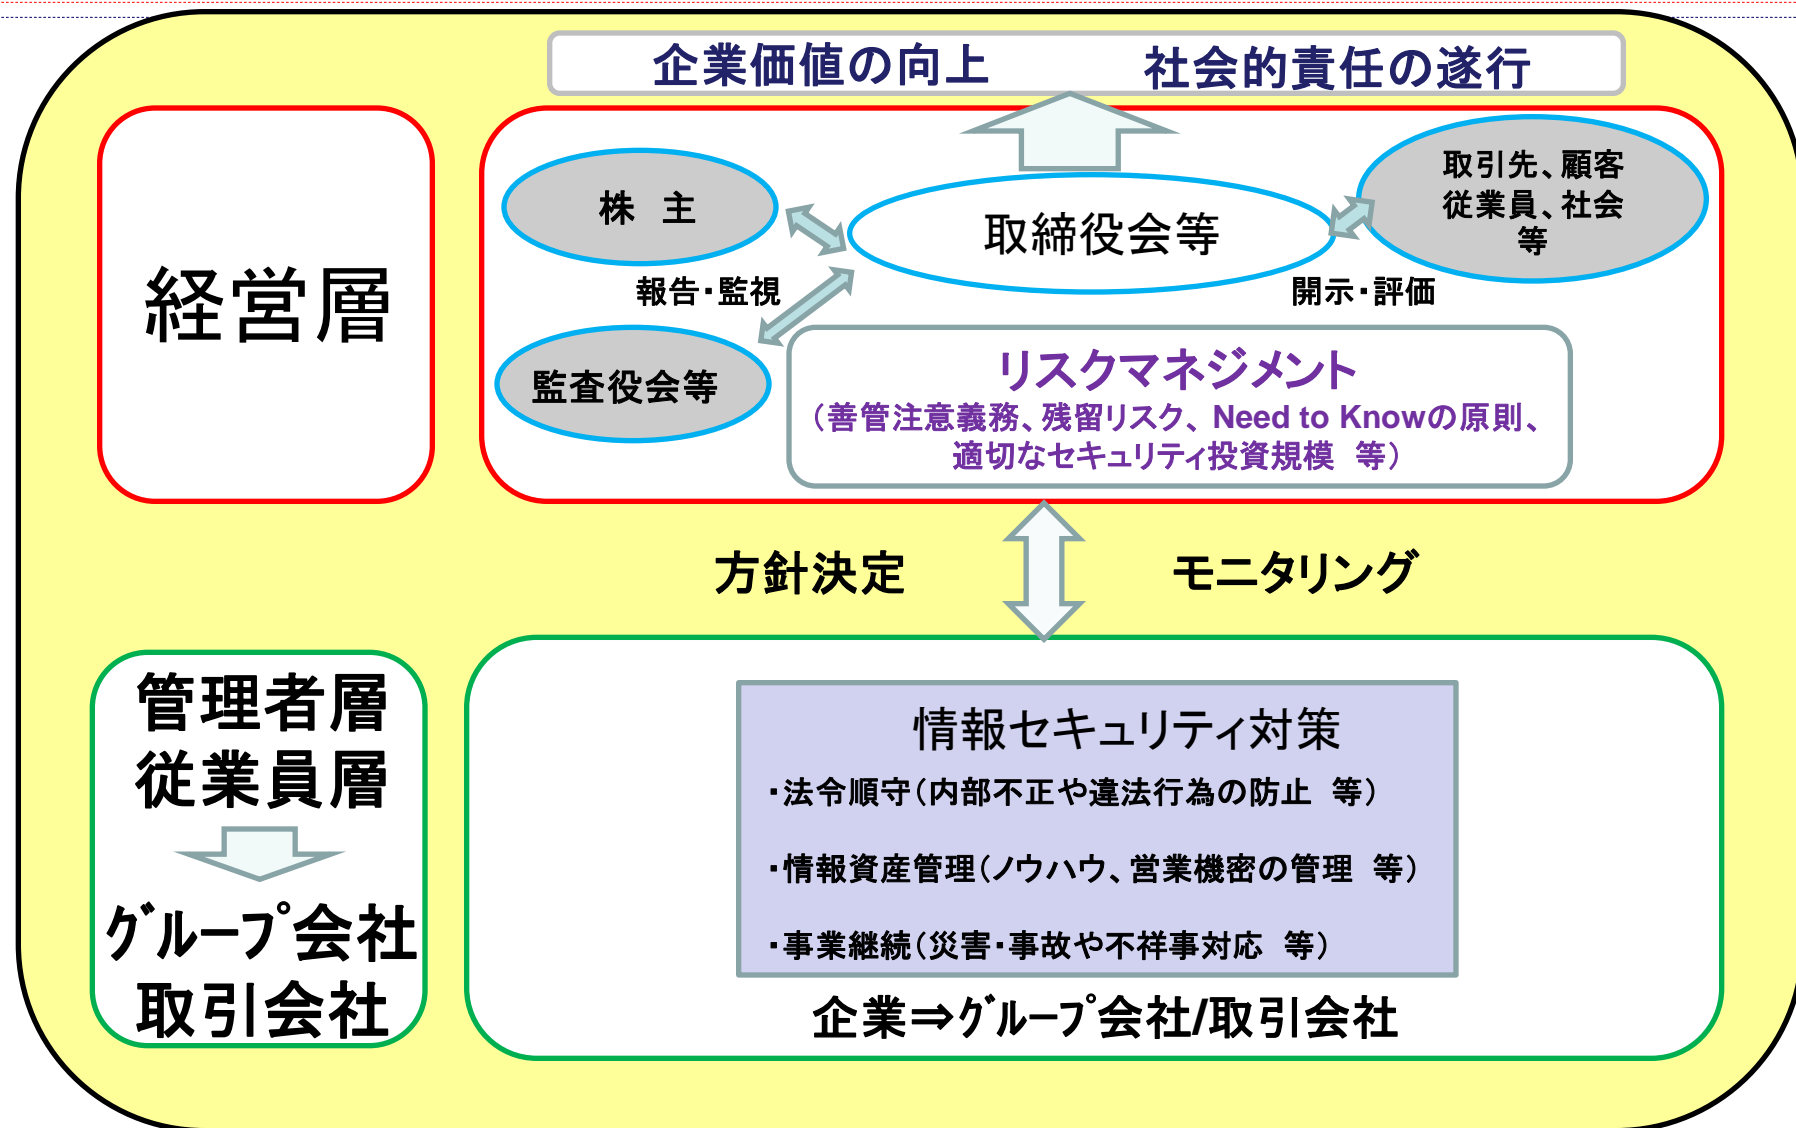 企業価値の向上　社会的責任の遂行
経営層
株　主
取締役会等
取引先、顧客
従業員、社会
等
報告・監視
開示・評価
監査役会等
リスクマネジメント
（善管注意義務、残留リスク、Need to Knowの原則、
適切なセキュリティ投資規模　等）
方針決定
モニタリング
管理者層
従業員層
グループ会社
取引会社
情報セキュリティ対策
・法令順守（内部不正や違法行為の防止　等）
・情報資産管理（ノウハウ、営業機密の管理　等）
・事業継続（災害・事故や不祥事対応　等）
企業⇒グループ会社/取引会社